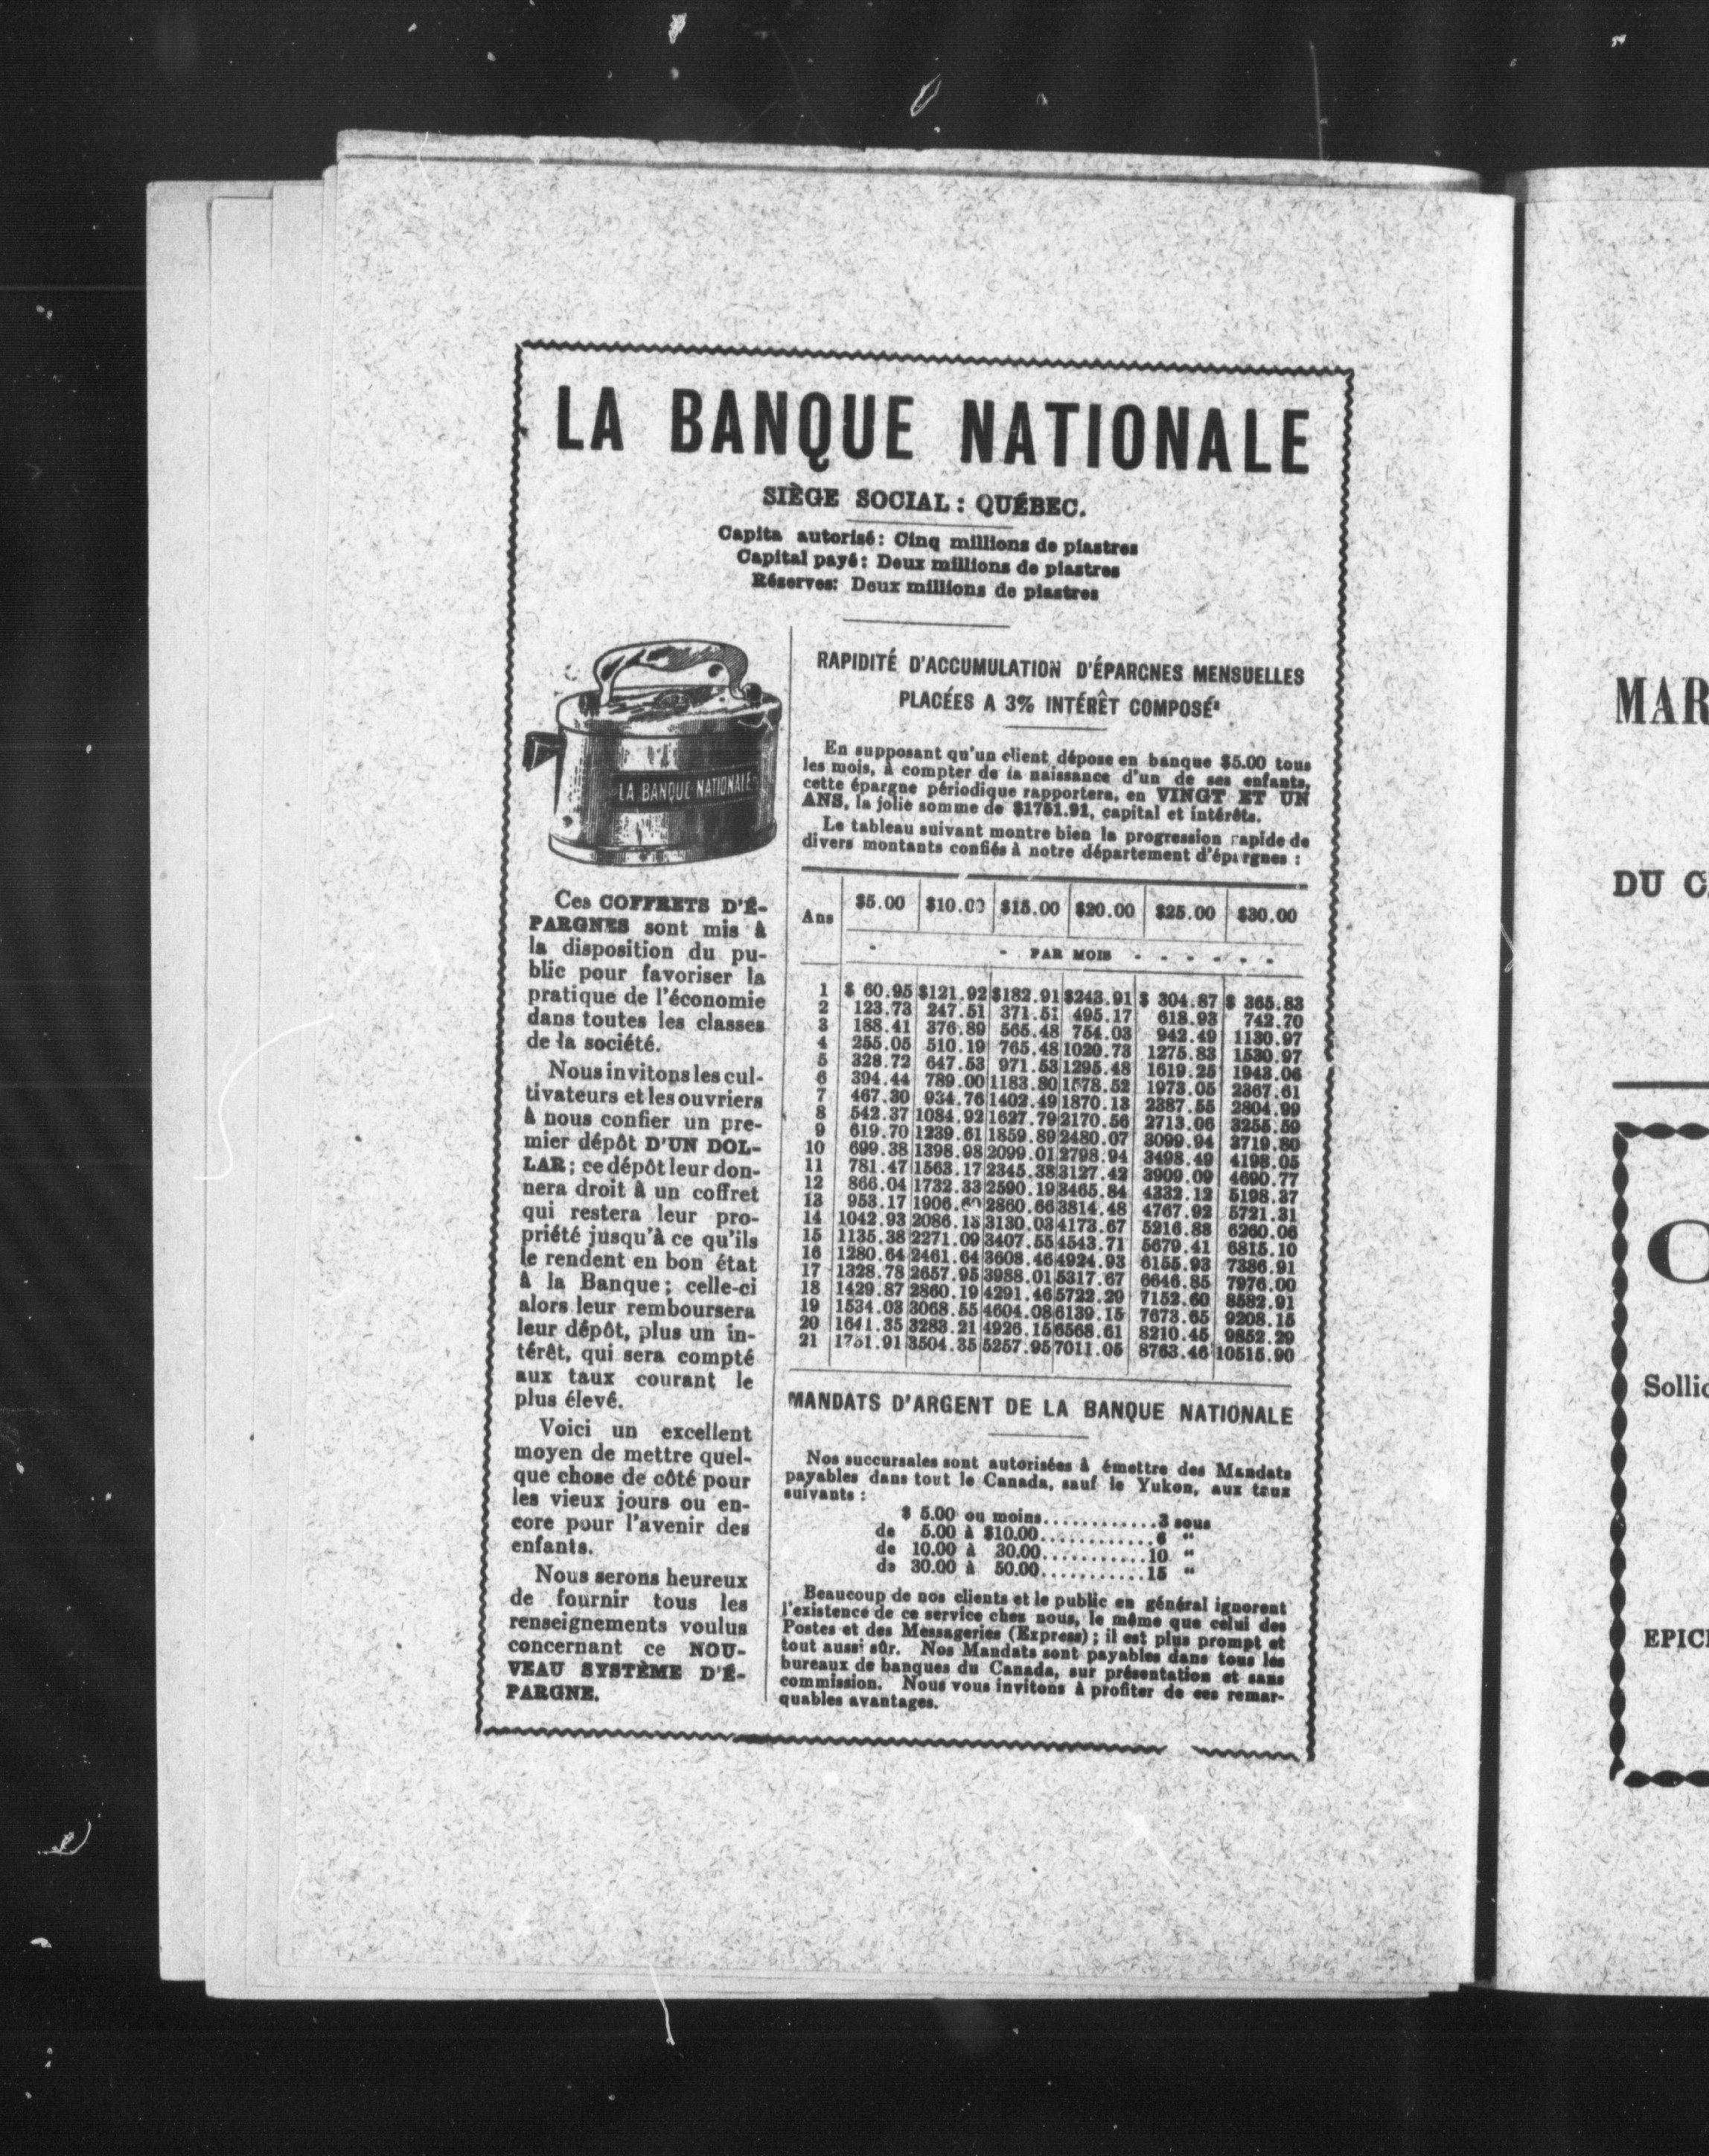 LA BANQUE NATIONALE
SIÈGE SOCIAL : QUÉBEC.
Capita autorisé : Cinq millions de piastres
Capital payé : Deux millions de piastres
Réserves: Deux millions de piastres
LA BANQUE NATIONALE
Ces COFFRETS D'É-
PARGNES sont mis à
la disposition du pu-
blic pour favoriser la
pratique de l'économie
dans toutes les classes
de la société.
Nous invitons les cul-
tivateurs et les ouvriers
à nous confier un pre-
mier dépôt D'UN DOL-
LAR ; ce dépôt leur don-
nera droit à un coffret
qui restera leur pro-
priété jusqu'à ce qu'ils
le rendent en bon état
à la Banque ; celle-ci
alors leur remboursera
leur dépôt, plus un in-
térêt, qui sera compté
aux taux courant le
plus élevé.
Voici un excellent
moyen de mettre quel-
que chose de côté pour
les vieux jours ou en-
core pour l'avenir des
enfants.
Nous serons heureux
de fournir tous les
renseignements voulus
concernant ce NOU-
VEAU SYSTÈME D'É-
PARGNE.
RAPIDITÉ D'ACCUMULATION D'ÉPARGNES MENSUELLES
PLACÉES A 3% INTÉRÊT COMPOSÉ
En supposant qu'un client dépose en banque $5.00 tous
les mois, à compter de la naissance d'un de ses enfants,
cette épargne périodique rapportera, en VINGT ET UN
ANS, la jolie somme de $1751.91, capital et intérêts.
Le tableau suivant montre bien la progression rapide de
divers montants confiés à notre département d'épargnes :
Ans $5.00 $10.00 $15.00 $20.00 $25.00 $30.00
PAR MOIS
1 $ 60.95 $121.92 $182.91 $243.91 $ 304.87 $ 365.83
2 123.73 247.51 371.51 495.17 618.93 742.70
3 188.41 376.89 565.48 754.03 942.49 1130.97
4 255.05 510.19 765.48 1020.73 1275.83 1530.97
5 328.72 647.53 971.53 1295.48 1619.25 1943.06
6 394.44 789.00 1183.80 1578.52 1973.05 2367.61
7 467.30 934.76 1402.49 1870.13 2387.55 2804.99
8 542.37 1084.92 1627.79 2170.56 2713.06 3255.59
9 619.70 1239.61 1859.89 2480.07 3099.94 2719.80
10 699.38 1398.98 2099.01 2798.94 3498.49 4198.05
11 781.47 1563.17 2345.38 3127.42 3909.09 4690.77
12 866.04 1732.33 2590.19 3465.84 4332.12 5198.37
13 953.17 1906.60 2860.66 3814.48 4767.92 5721.31
14 1042.93 2086.13 3130.03 4173.67 5216.88 6260.06
15 1135.38 2271.09 3407.55 4543.71 5679.41 6815.10
16 1280.64 2461.64 3608.46 4924.93 6155.93 7386.91
17 1328.78 2657.95 3988.01 5317.67 6646.85 7976.00
18 1429.87 2860.19 4291.46 5722.29 7152.60 8582.91
19 1534.03 3068.55 4604.08 6139.15 7673.65 9208.15
20 1641.35 3283.21 4926.15 6568.61 8210.45 9852.29
21 1751.91 3504.35 5257.95 7011.05 8763.46 10515.90
MANDATS D'ARGENT DE LA BANQUE NATIONALE
Nos succursales sont autorisées à émettre des Mandats
payables dans tout le Canada, sauf le Yukon, aux taux
suivants :
$ 5.00 ou moins............3 sous
de 5.00 à $10.00............6 “
de 10.00 à 30.00...........10 “
de 30.00 à 50.00...........15 “
Beaucoup de nos clients et le public en général ignorent
l'existence de ce service chez nous, le même que celui des
Postes et des Messageries (Express) ; il est plus prompt et
tout aussi sûr. Nos Mandats sont payables dans tous les
bureaux de banques du Canada, sur présentation et sans
commission. Nous vous invitons à profiter de ces remar-
quables avantages.
MAR
DU C
O
Sollic
EPICI